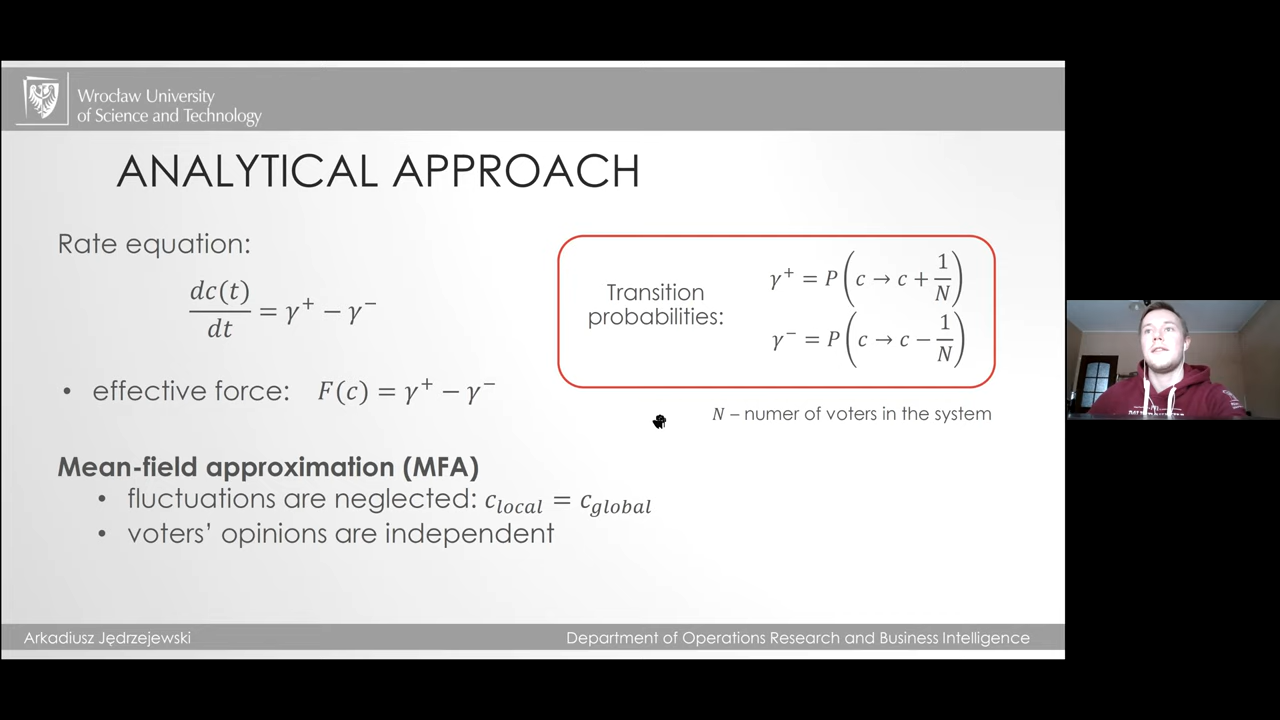 Wrocław University
of Science and Technology
ANALYTICAL APPROACH
Rate equation:
dc(t)/dt = γ⁺ − γ⁻
• effective force: F(c) = γ⁺ − γ⁻
Transition
probabilities:
γ⁺ = P(c → c + 1/N)
γ⁻ = P(c → c − 1/N)
N – numer of voters in the system
Mean-field approximation (MFA)
• fluctuations are neglected: c_local = c_global
• voters' opinions are independent
Arkadiusz Jędrzejewski
Department of Operations Research and Business Intelligence